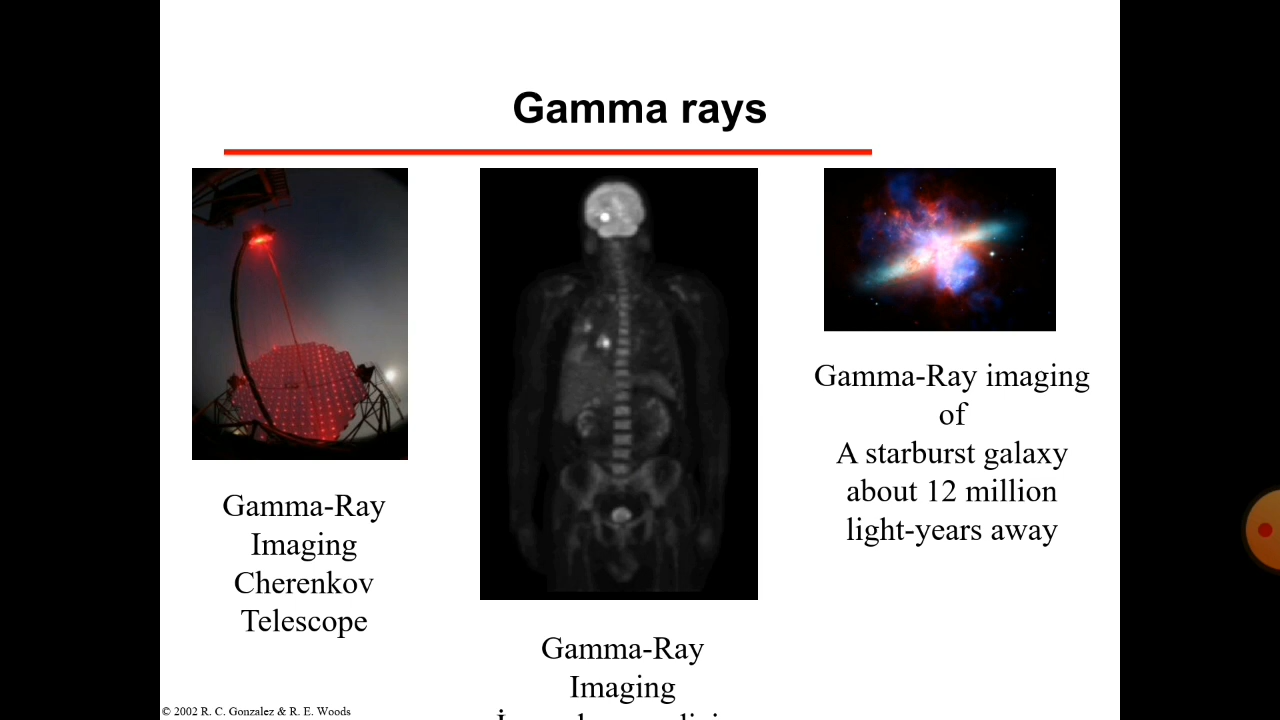 Gamma rays
Gamma-Ray
Imaging
Cherenkov
Telescope
Gamma-Ray
Imaging
Gamma-Ray imaging
of
A starburst galaxy
about 12 million
light-years away
© 2002 R. C. Gonzalez & R. E. Woods